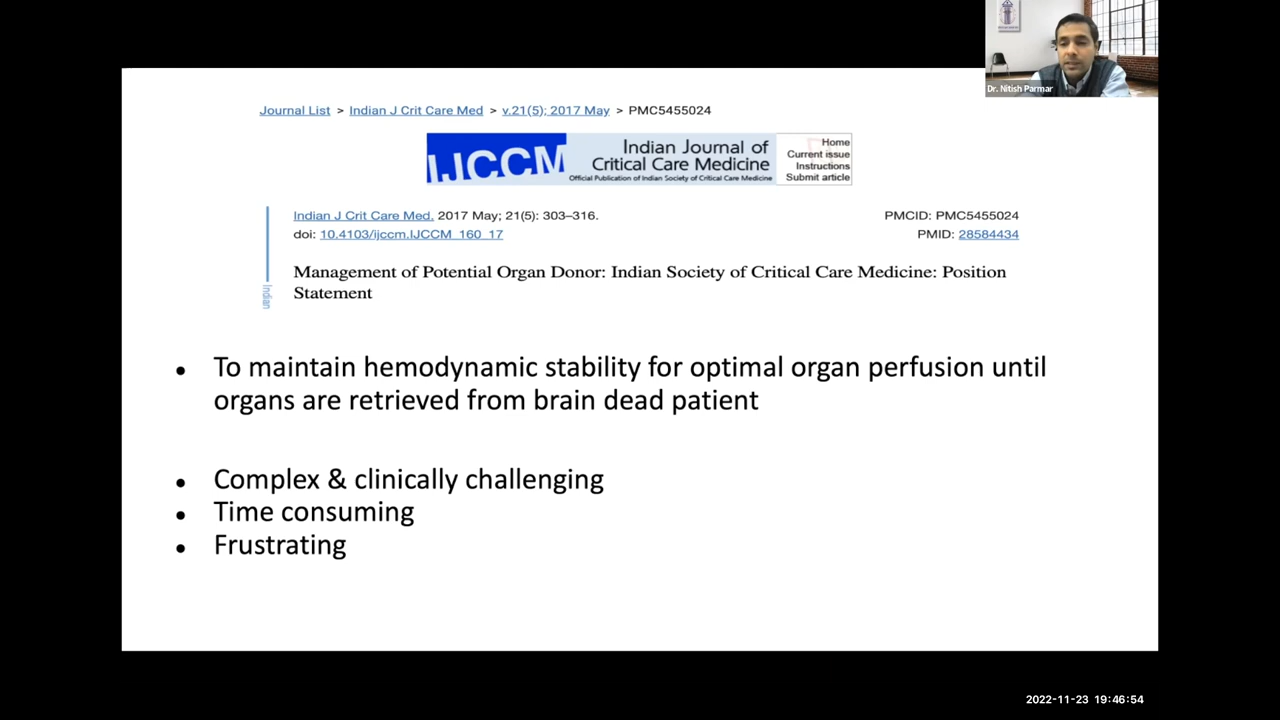 Dr. Nitish Parmar
Journal List > Indian J Crit Care Med > v.21(5); 2017 May > PMC5455024
IJCCM
Indian Journal of
Critical Care Medicine
Official Publication of Indian Society of Critical Care Medicine
Home
Current issue
Instructions
Submit article
Indian J Crit Care Med. 2017 May; 21(5): 303–316.
PMCID: PMC5455024
doi: 10.4103/ijccm.IJCCM_160_17
PMID: 28584434
Indian
Management of Potential Organ Donor: Indian Society of Critical Care Medicine: Position
Statement
• To maintain hemodynamic stability for optimal organ perfusion until
organs are retrieved from brain dead patient
• Complex & clinically challenging
• Time consuming
• Frustrating
2022-11-23 19:46:54